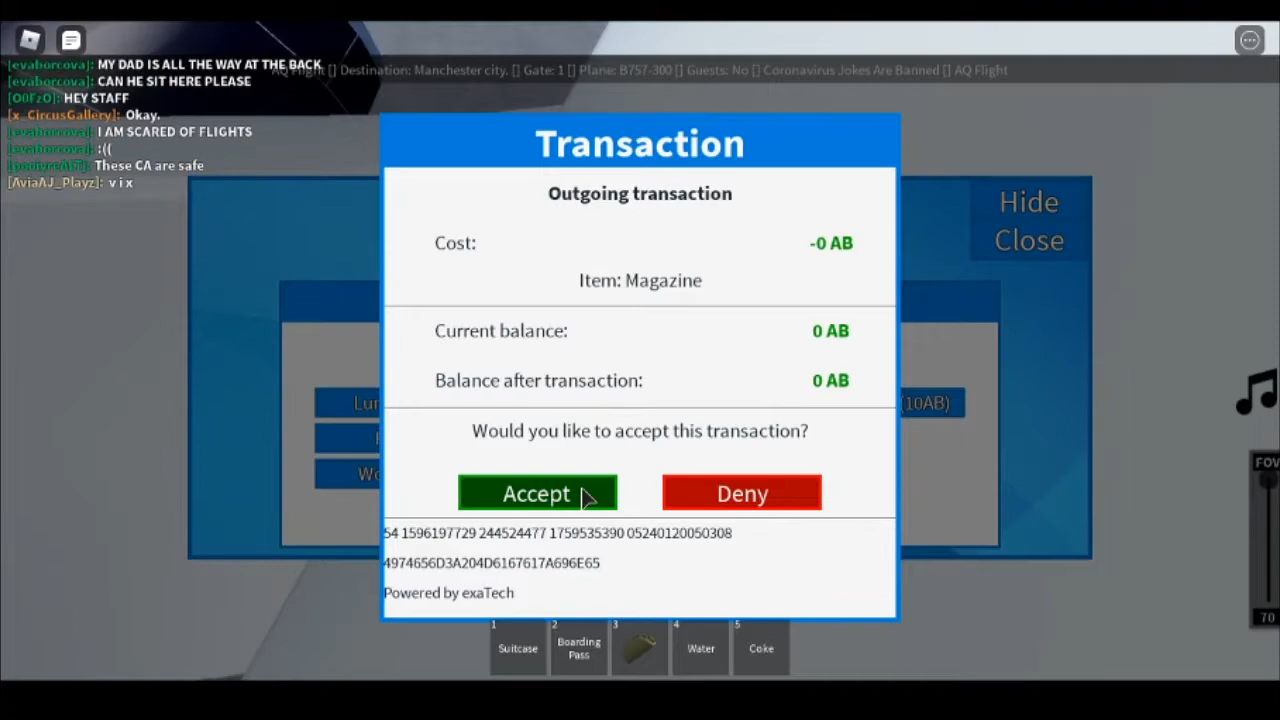 [evaborcova]: MY DAD IS ALL THE WAY AT THE BACK
AQ Flight [] Destination: Manchester city. [] Gate: 1 [] Plane: B757-300 [] Guests: No [] Coronavirus Jokes Are Banned [] AQ Flight
[evaborcova]: CAN HE SIT HERE PLEASE
[O0FzO]: HEY STAFF
[x_CircusGallery]: Okay.
[evaborcova]: I AM SCARED OF FLIGHTS
[evaborcova]: :((
These CA are safe
[AviaAJ_Playz]: v i x
Hide
Close
Transaction
Outgoing transaction
Cost: -0 AB
Item: Magazine
Current balance: 0 AB
Balance after transaction: 0 AB
(10AB)
Would you like to accept this transaction?
Accept Deny
54 1596197729 244524477 1759535390 05240120050308
4974656D3A204D6167617A696E65
Powered by exaTech
FOV
70
1 Suitcase
2 Boarding Pass
3
4 Water
5 Coke